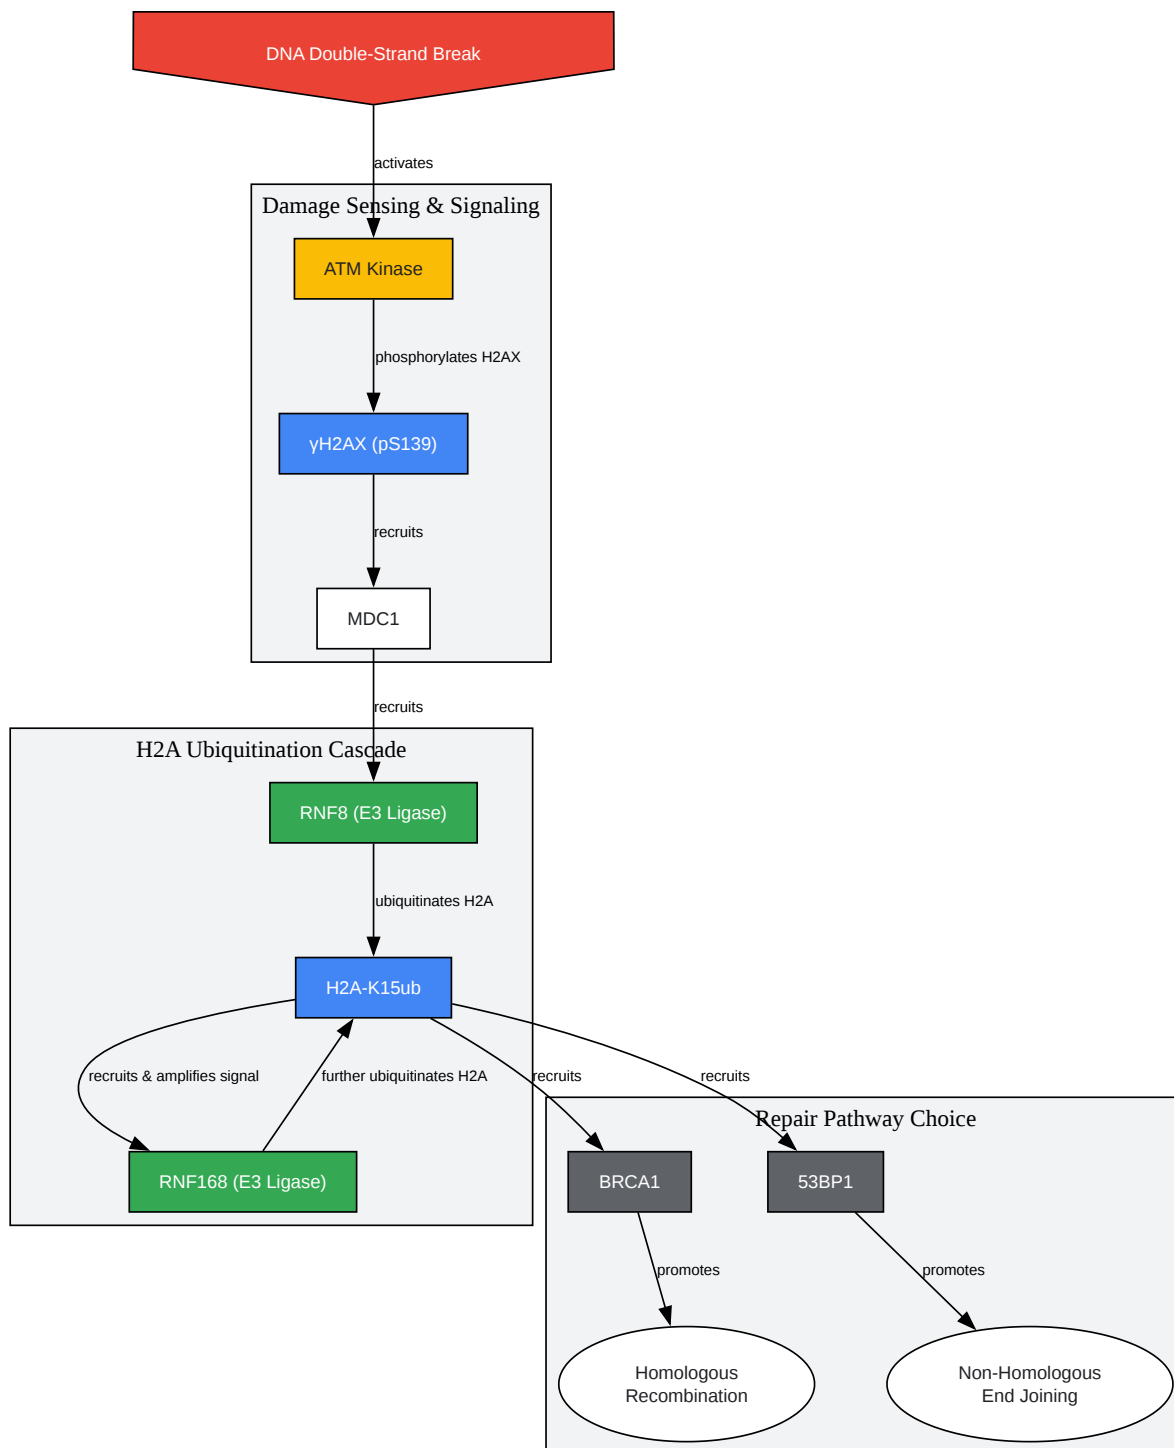 DNA Double-Strand Break
activates
Damage Sensing & Signaling
ATM Kinase
phosphorylates H2AX
γH2AX (pS139)
recruits
MDC1
recruits
H2A Ubiquitination Cascade
RNF8 (E3 Ligase)
ubiquitinates H2A
H2A-K15ub
recruits & amplifies signal
further ubiquitinates H2A
recruits
recruits
Repair Pathway Choice
RNF168 (E3 Ligase)
BRCA1
53BP1
promotes
promotes
Homologous
Recombination
Non-Homologous
End Joining